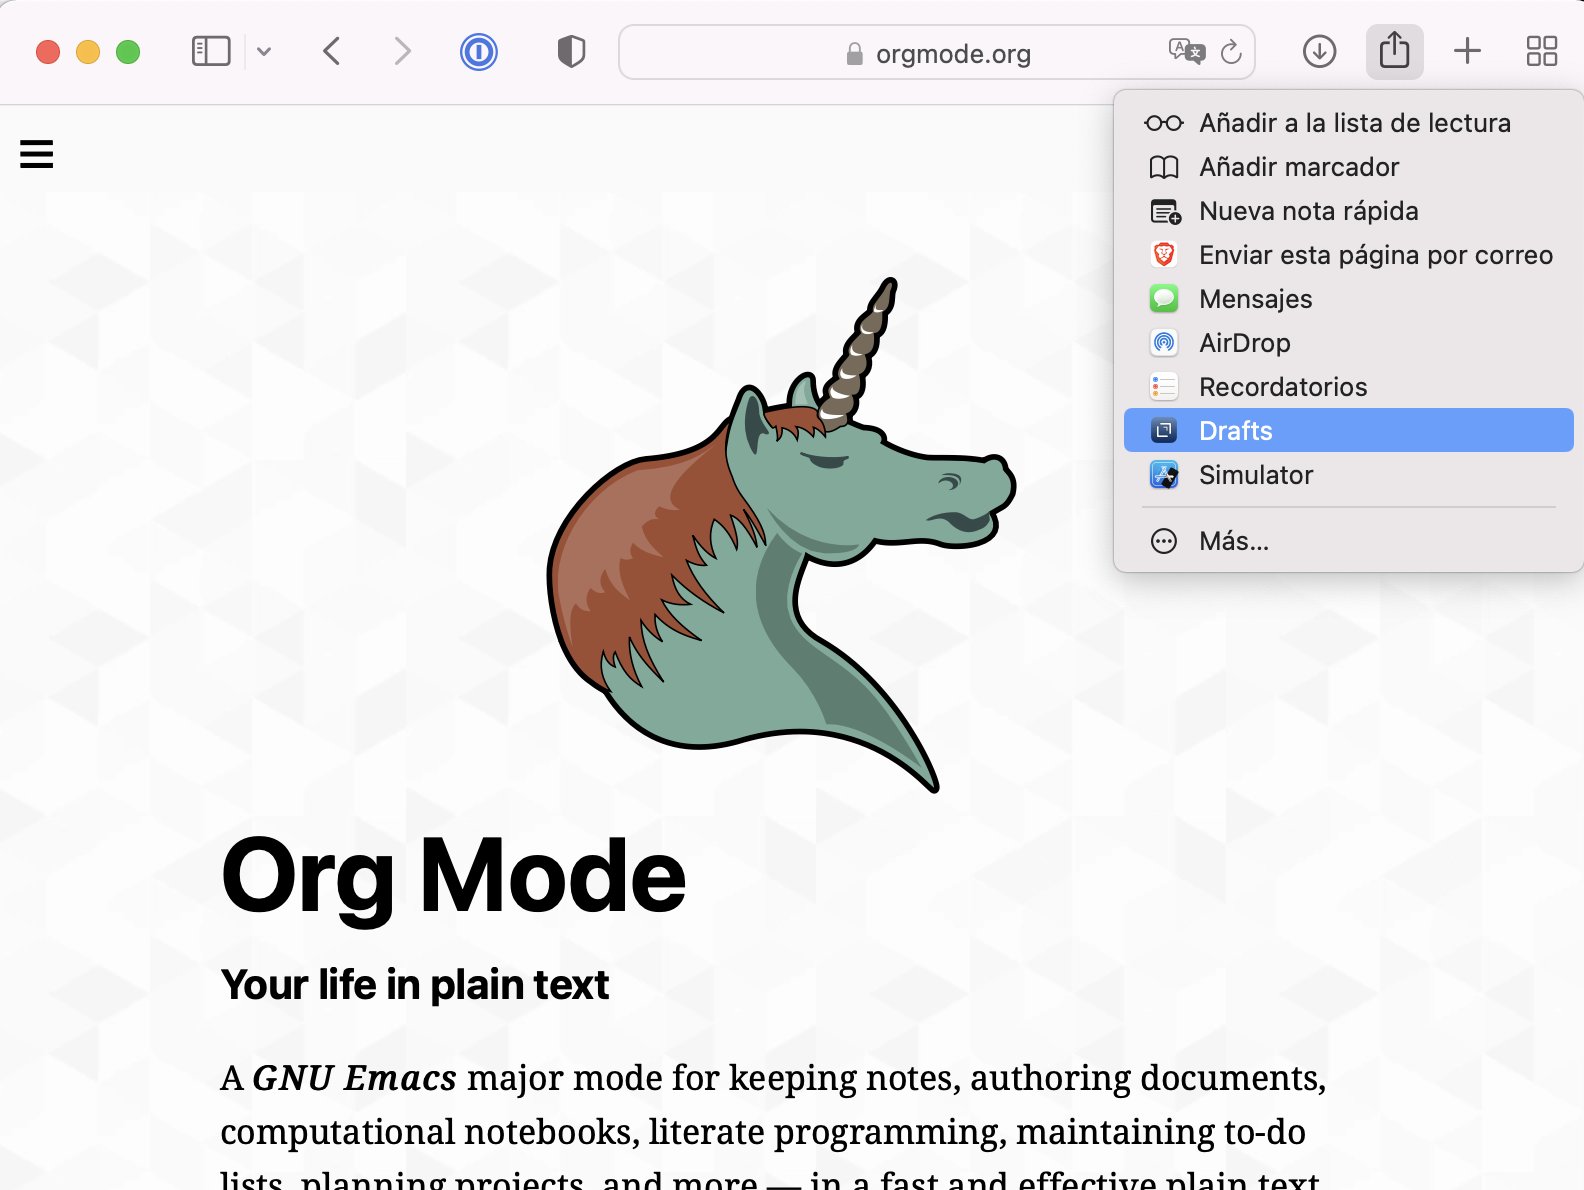 orgmode.org
Añadir a la lista de lectura
Añadir marcador
Nueva nota rápida
Enviar esta página por correo
Mensajes
AirDrop
Recordatorios
Drafts
Simulator
Más...
Org Mode
Your life in plain text
A GNU Emacs major mode for keeping notes, authoring documents,
computational notebooks, literate programming, maintaining to-do
lists, planning projects, and more — in a fast and effective plain text